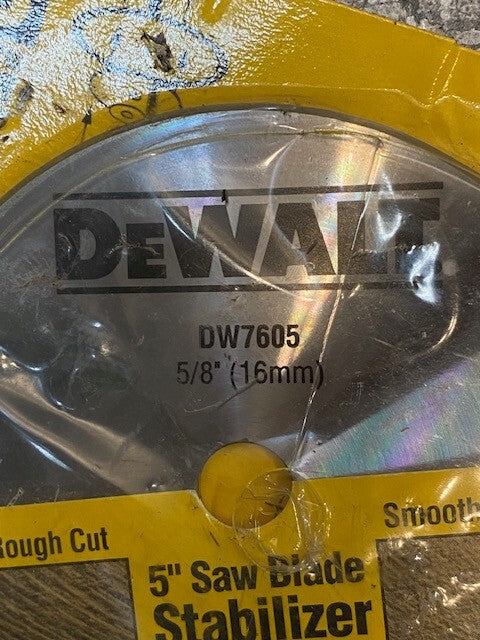 DEWALT
DW7605
5/8" (16mm)
Rough Cut
Smooth
5" Saw Blade
Stabilizer